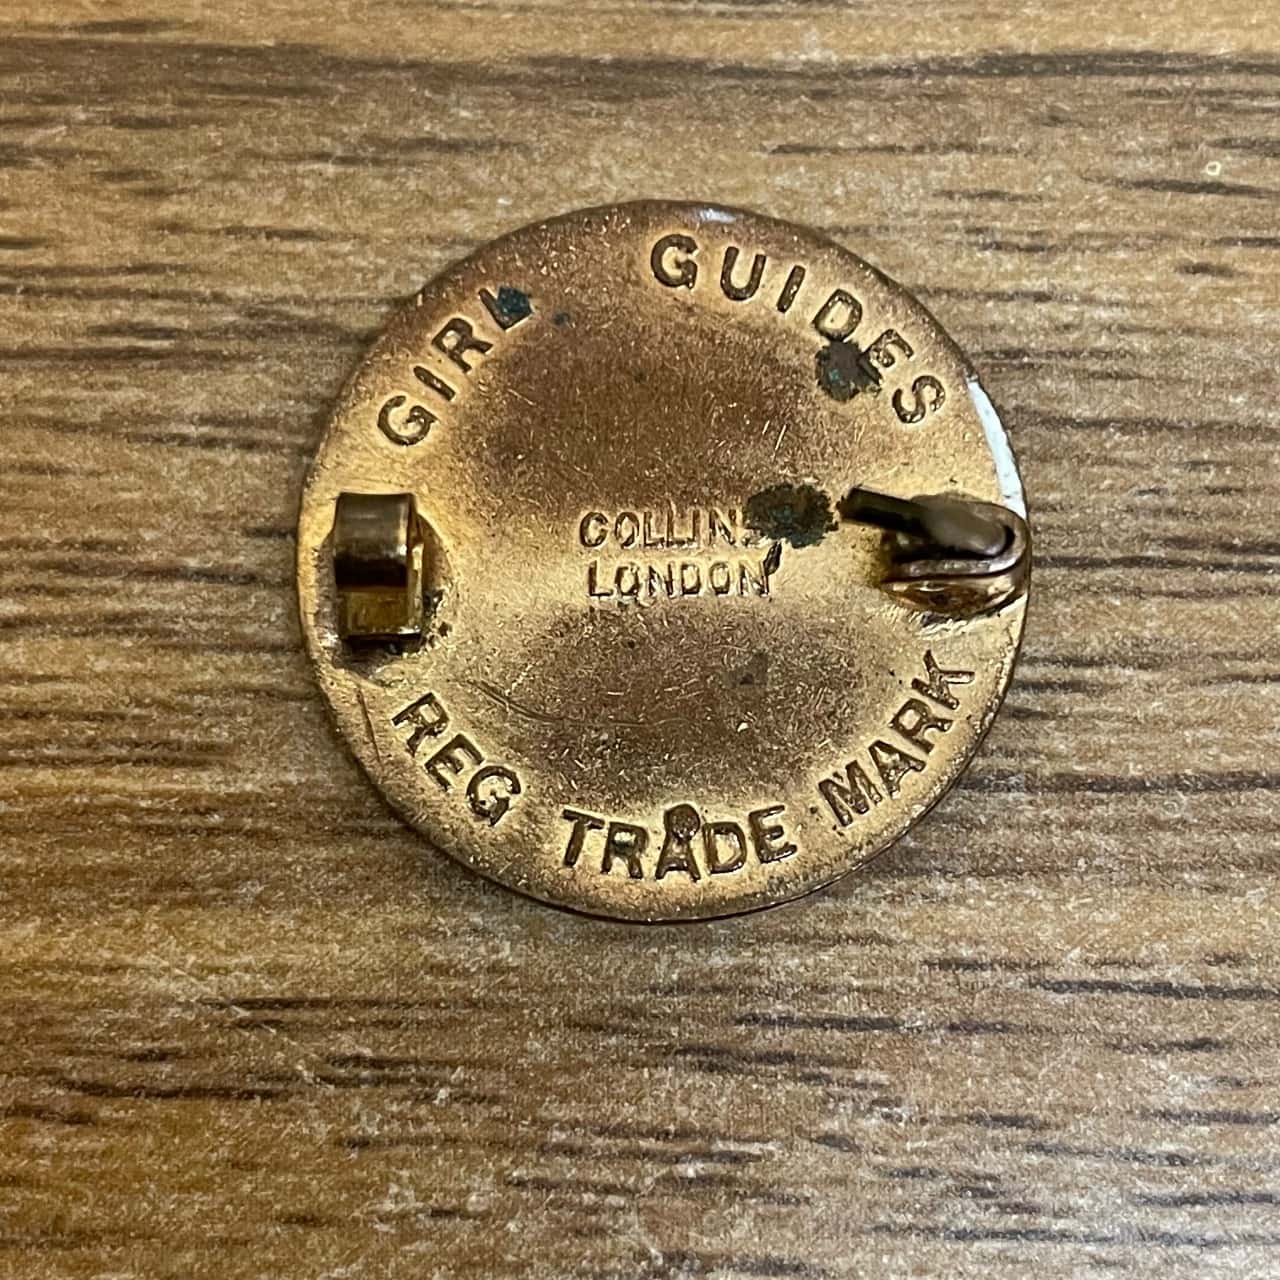 GIRL GUIDES
COLLINS
LONDON
REG TRADE MARK